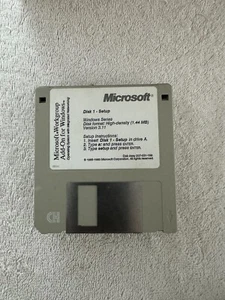 Microsoft®
Disk 1 - Setup
Windows Series
Disk format: High-density (1.44 MB)
Version 3.11
Setup Instructions:
1. Insert Disk 1 - Setup in drive A.
2. Type a: and press ENTER.
3. Type setup and press ENTER.
Microsoft Workgroup
Add-On for Windows™